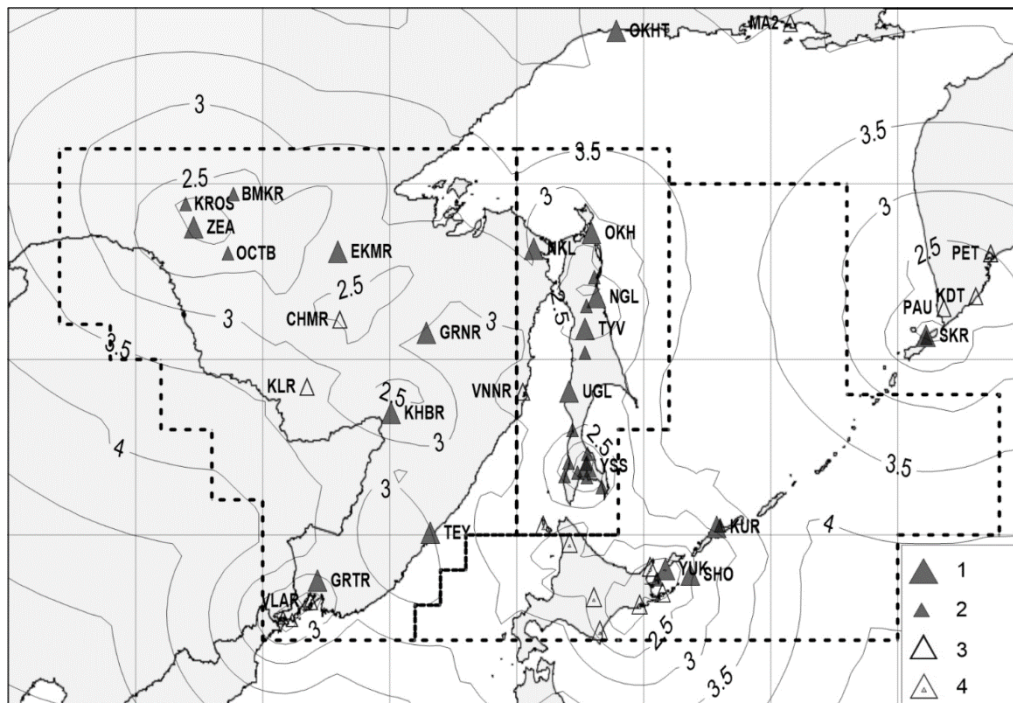 MA2
OKHT
3
3.5
3.5
2.5
3
3
BMKR
KROS
ZEA
OKH
OCTB
EKMR
NKL
2.5
PET
2.5
2.5
NGL
KDT
CHMR
PAU
3
3
TYV
SKR
GRNR
3.5
KLR
VNNR
UGL
2.5
KHBR
2.5
4
3
YSS
3.5
3
4
TEY
KUR
YUK
SHO
GRTR
1
VLAR
2
3
2.5
3
3
3.5
4